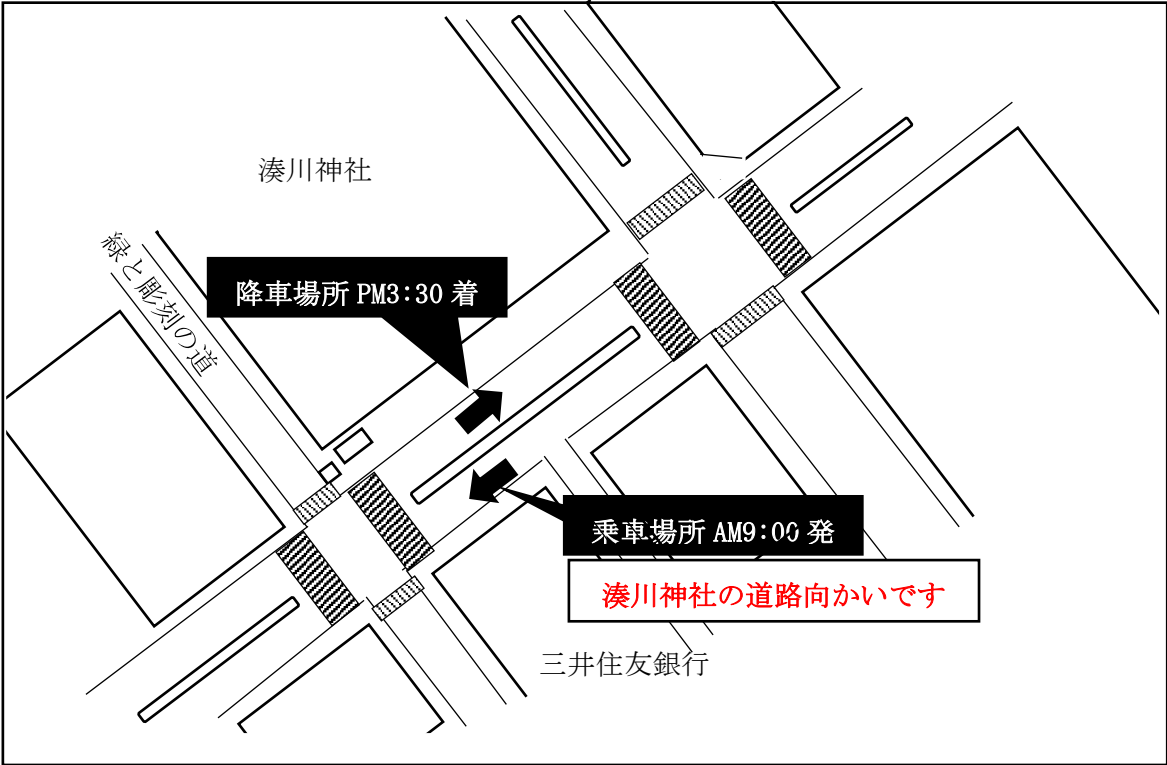 湊川神社
緑と彫刻の道
降車場所 PM3:30 着
乗車場所 AM9:00 発
湊川神社の道路向かいです
三井住友銀行